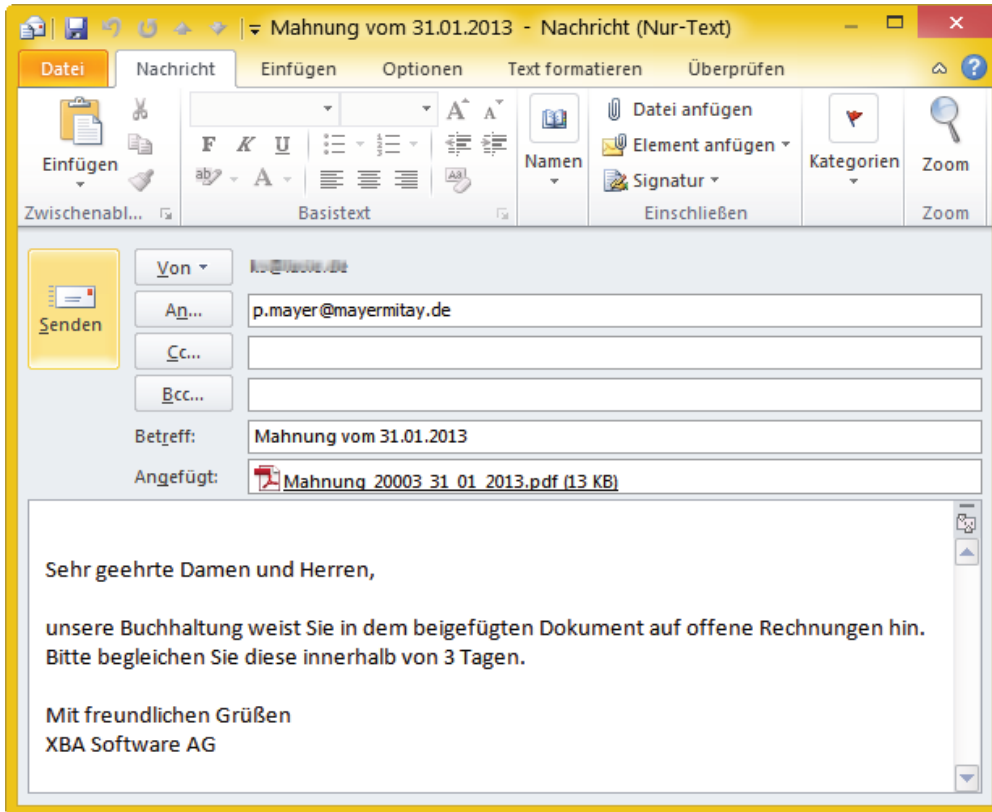 Mahnung vom 31.01.2013 - Nachricht (Nur-Text)
Datei Nachricht Einfügen Optionen Text formatieren Überprüfen
Einfügen
F K U
A A
ab A Aa
Namen
Datei anfügen
Element anfügen
Signatur
Kategorien
Zoom
Zwischenabl... Basistext Einschließen Zoom
Senden
Von
An... p.mayer@mayermitay.de
Cc...
Bcc...
Betreff: Mahnung vom 31.01.2013
Angefügt: Mahnung_20003_31_01_2013.pdf (13 KB)
Sehr geehrte Damen und Herren,
unsere Buchhaltung weist Sie in dem beigefügten Dokument auf offene Rechnungen hin.
Bitte begleichen Sie diese innerhalb von 3 Tagen.
Mit freundlichen Grüßen
XBA Software AG